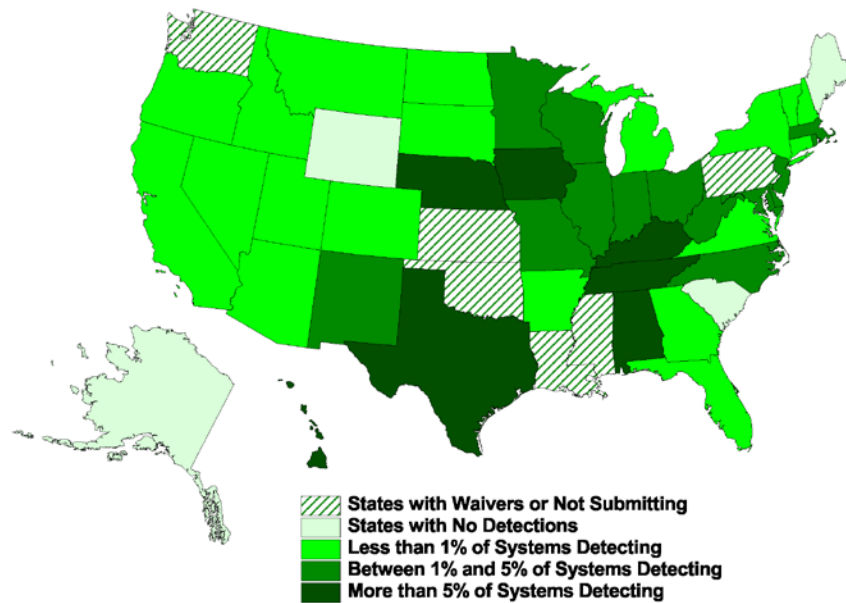 States with Waivers or Not Submitting
States with No Detections
Less than 1% of Systems Detecting
Between 1% and 5% of Systems Detecting
More than 5% of Systems Detecting